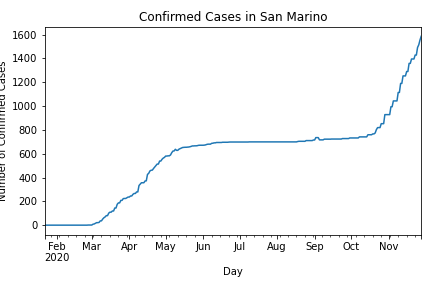 Confirmed Cases in San Marino
1600
1400
1200
1000
800
600
400
200
0
Number of Confirmed Cases
Feb Mar Apr May Jun Jul Aug Sep Oct Nov
2020
Day